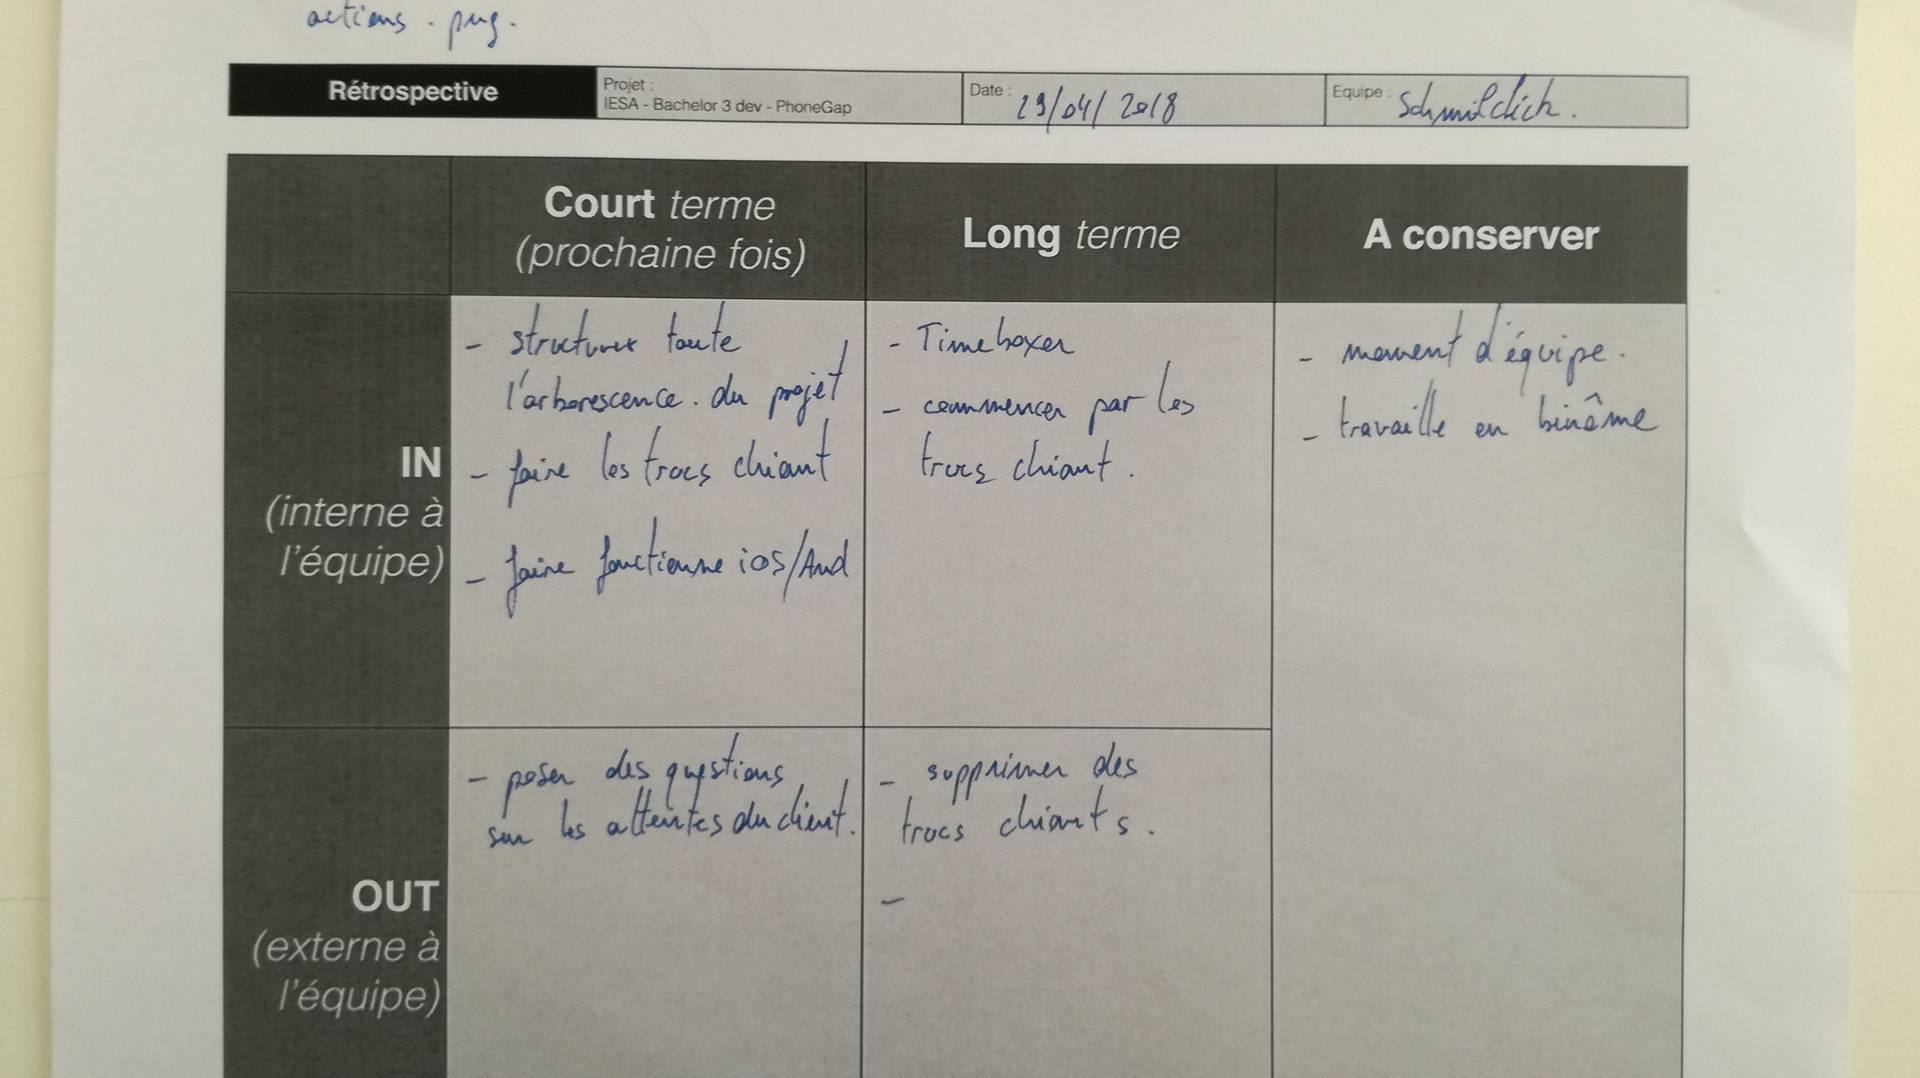 actions.png.
Rétrospective
Projet :
IESA - Bachelor 3 dev - PhoneGap
Date : 23/04/2018
Equipe : Schmilclick.
Court terme
(prochaine fois)
Long terme
A conserver
IN
(interne à
l'équipe)
- structurer toute
l'arborescence. du projet
- faire les trucs chiant
- faire fonctionne iOS/And
- Timeboxer
- commencer par les
trucs chiant.
- moment d'équipe.
- travaille en binôme
OUT
(externe à
l'équipe)
- poser des questions
sur les attentes du client.
- supprimer des
trucs chiants.
-